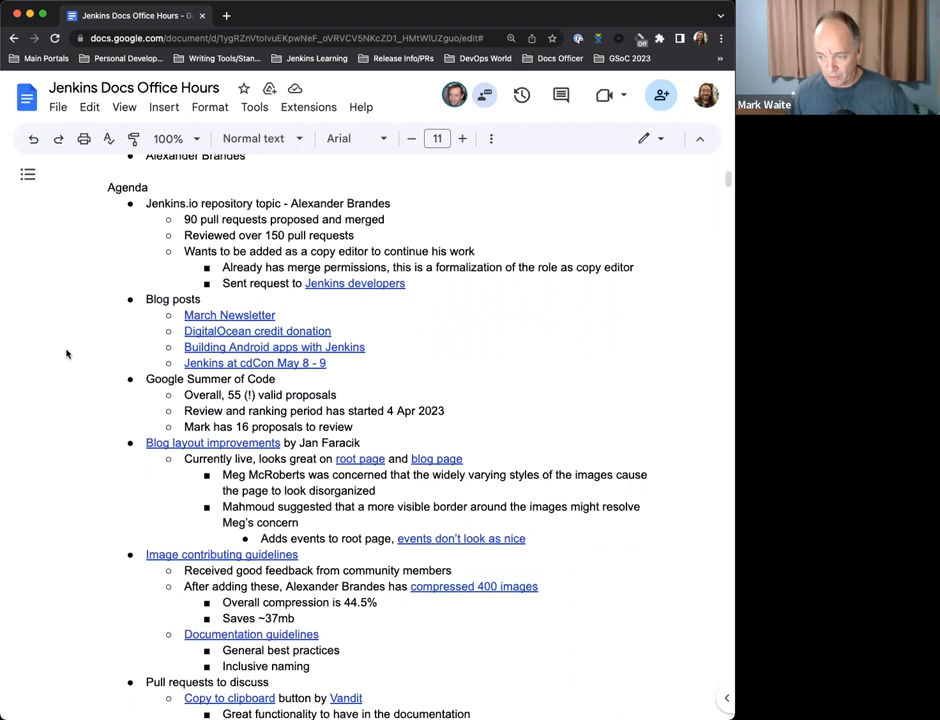 Jenkins Docs Office Hours - G
docs.google.com/document/d/1ygRZnVtoIvuEKpwNeF_oVRVCV5NKcZD1_HMtWlUZguo/edit#
Off
Main Portals
Personal Develop...
Writing Tools/Stan...
Jenkins Learning
Release Info/PRs
DevOps World
Docs Officer
GSoC 2023
»
Jenkins Docs Office Hours
File Edit View Insert Format Tools Extensions Help
100% Normal text Arial 11
Alexander Brandes
Agenda
Jenkins.io repository topic - Alexander Brandes
90 pull requests proposed and merged
Reviewed over 150 pull requests
Wants to be added as a copy editor to continue his work
Already has merge permissions, this is a formalization of the role as copy editor
Sent request to Jenkins developers
Blog posts
March Newsletter
DigitalOcean credit donation
Building Android apps with Jenkins
Jenkins at cdCon May 8 - 9
Google Summer of Code
Overall, 55 (!) valid proposals
Review and ranking period has started 4 Apr 2023
Mark has 16 proposals to review
Blog layout improvements by Jan Faracik
Currently live, looks great on root page and blog page
Meg McRoberts was concerned that the widely varying styles of the images cause
the page to look disorganized
Mahmoud suggested that a more visible border around the images might resolve
Meg's concern
Adds events to root page, events don't look as nice
Image contributing guidelines
Received good feedback from community members
After adding these, Alexander Brandes has compressed 400 images
Overall compression is 44.5%
Saves ~37mb
Documentation guidelines
General best practices
Inclusive naming
Pull requests to discuss
Copy to clipboard button by Vandit
Great functionality to have in the documentation
Mark Waite